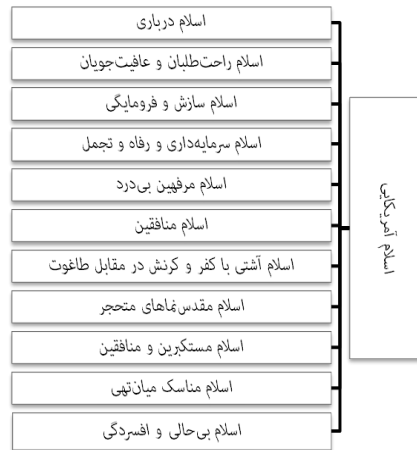 اسلام آمریکایی
اسلام درباری
اسلام راحت‌طلبان و عافیت‌جویان
اسلام سازش و فرومایگی
اسلام سرمایه‌داری و رفاه و تجمل
اسلام مرفهین بی‌درد
اسلام منافقین
اسلام آشتی با کفر و کرنش در مقابل طاغوت
اسلام مقدس‌نماهای متحجر
اسلام مستکبرین و منافقین
اسلام مناسک میان‌تهی
اسلام بی‌حالی و افسردگی